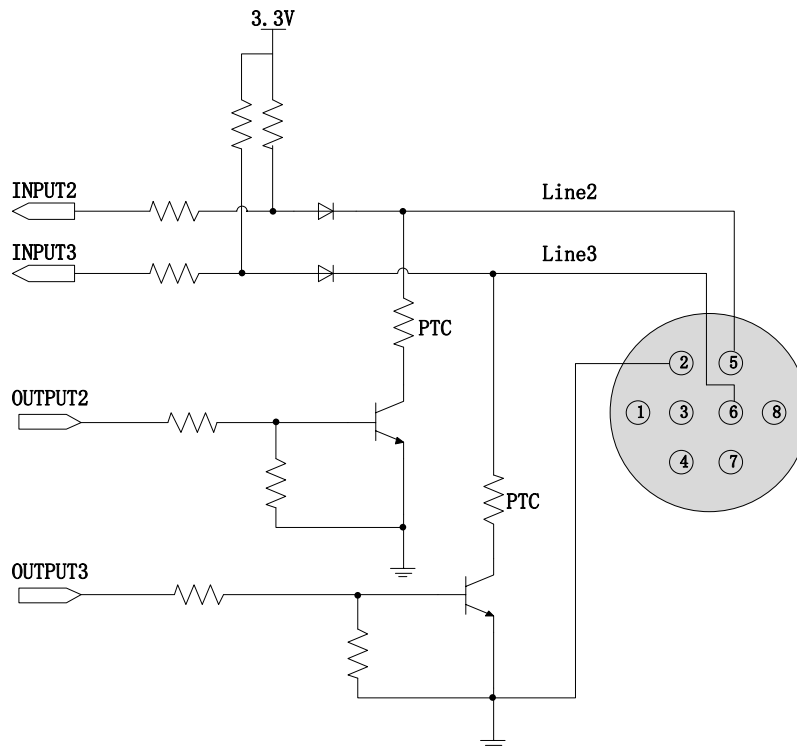 3.3V
INPUT2
Line2
INPUT3
Line3
PTC
2
5
OUTPUT2
1
3
6
8
4
7
PTC
OUTPUT3